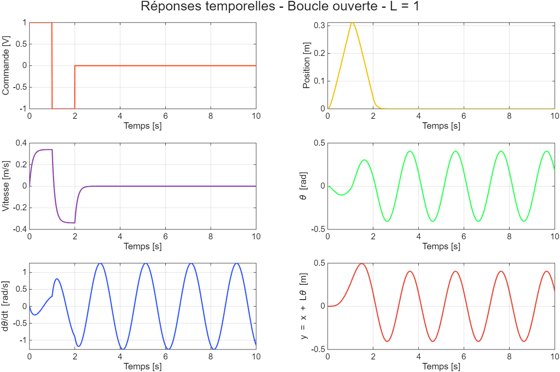 Réponses temporelles - Boucle ouverte - L = 1
Commande [V]
1
0.5
0
-0.5
-1
0 2 4 6 8 10
Temps [s]
Position [m]
0.3
0.2
0.1
0
0 2 4 6 8 10
Temps [s]
Vitesse [m/s]
0.4
0.2
0
-0.2
-0.4
0 2 4 6 8 10
Temps [s]
θ [rad]
0.5
0
-0.5
0 2 4 6 8 10
Temps [s]
dθ/dt [rad/s]
1
0.5
0
-0.5
-1
0 2 4 6 8 10
Temps [s]
y = x + Lθ [m]
0.5
0
-0.5
0 2 4 6 8 10
Temps [s]